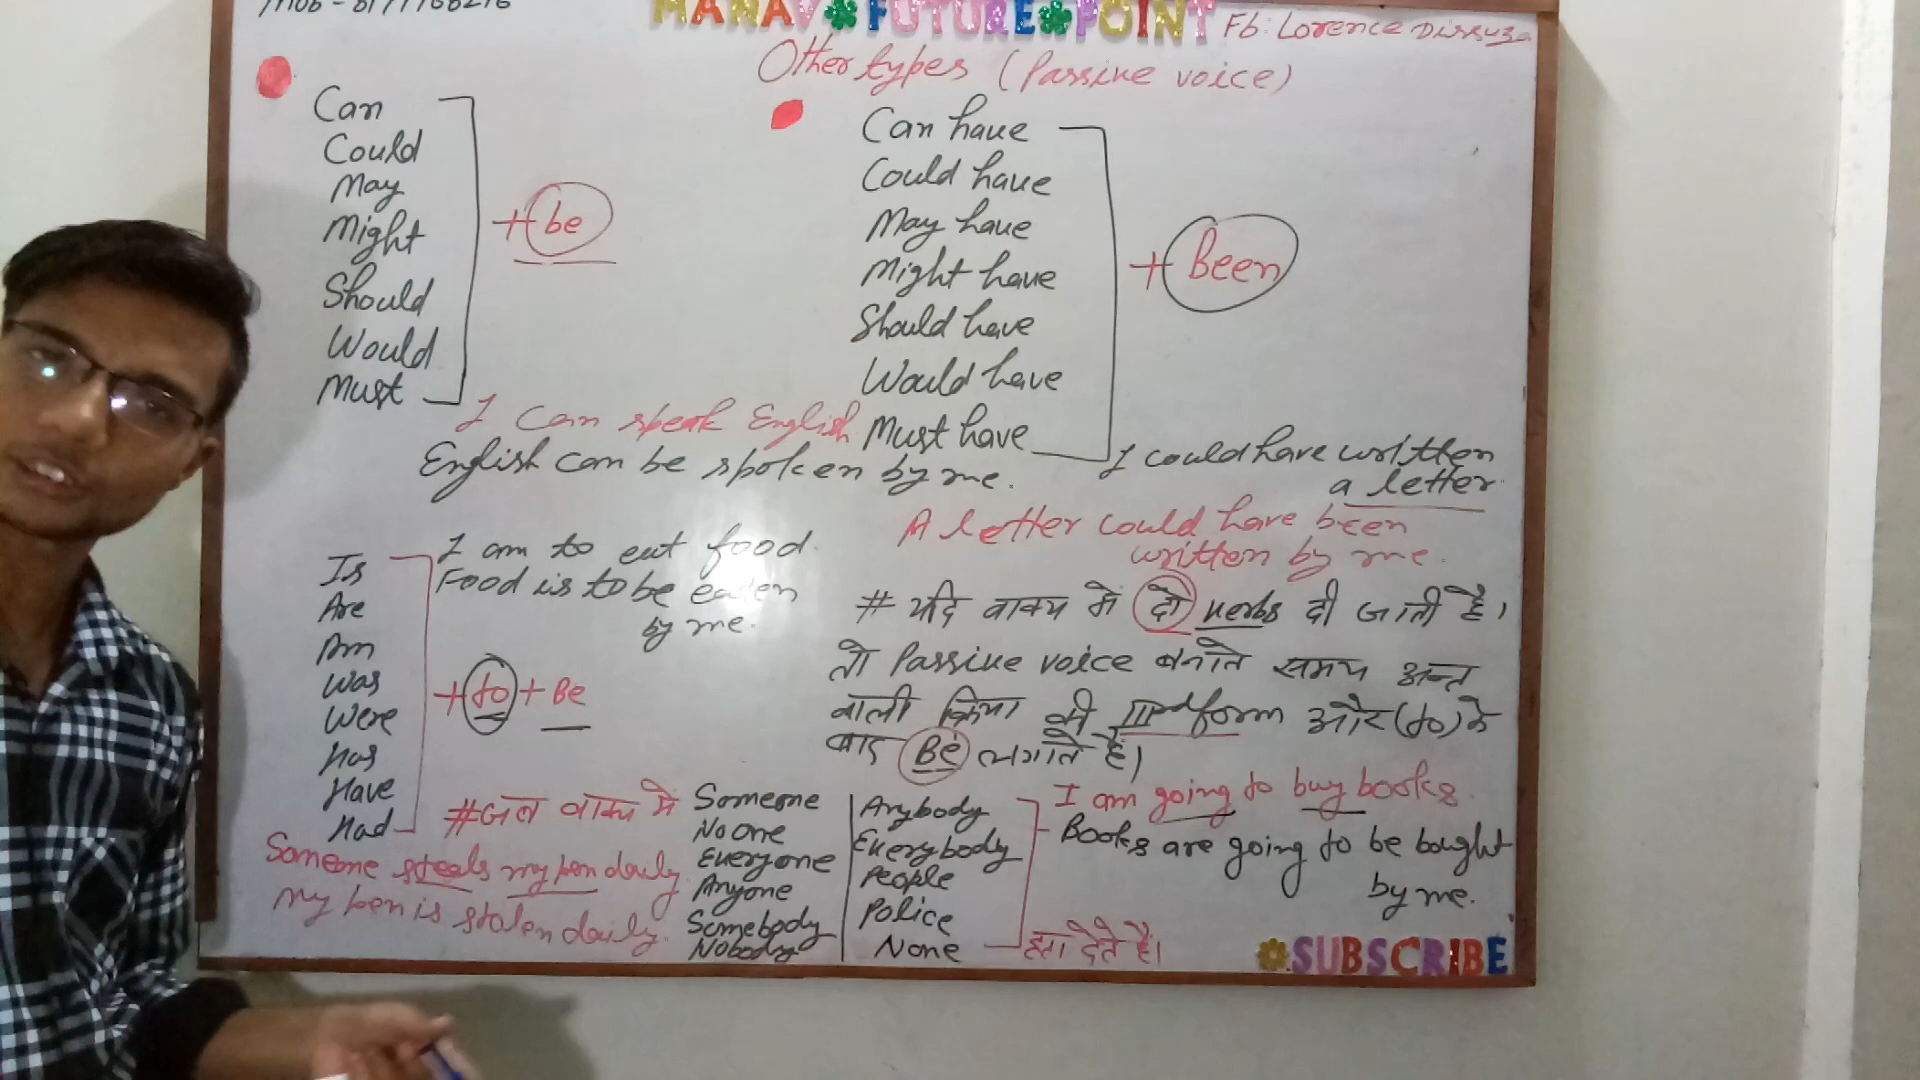 MANAV FUTURE POINT
Fb: Lorence Dissuza
Other types (Passive voice)
Can
Could
May
Might
Should
Would
Must
+ be
I Can speak English
English can be spoken by me.
Can have
Could have
May have
Might have
Should have
Would have
Must have
+ Been
I could have written
a letter.
A letter could have been
written by me.
Is
Are
Am
Was
Were
Has
Have
Had
+ to + Be
I am to eat food.
Food is to be eaten
by me.
# यदि वाक्य मे दो verbs दी जाती है।
तो Passive voice बनाते समय अन्त
वाली क्रिया की IIIrd form और (to) के
बाद Be लगाते हैं।
I am going to buy books.
Books are going to be bought
by me.
# जब वाक्य मे
Someone
No one
Everyone
Anyone
Somebody
Nobody
Anybody
Everybody
People
Police
None
हटा देते हैं।
Someone steals my pen daily
My pen is stolen daily.
SUBSCRIBE